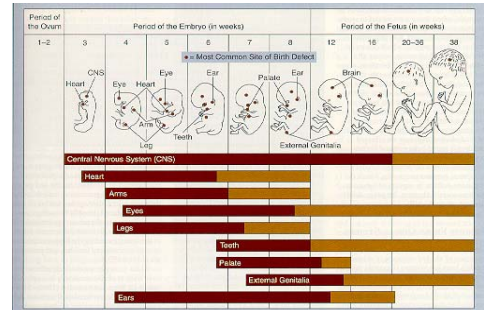 Period of
the Ovum
Period of the Embryo (in weeks)
Period of the Fetus (in weeks)
1-2
3
4
5
6
7
8
12
16
20-36
38
• = Most Common Site of Birth Defect
CNS
Heart
Eye
Heart
Eye
Ear
Palate
Ear
Brain
Arm
Leg
Teeth
External Genitalia
Central Nervous System (CNS)
Heart
Arms
Eyes
Legs
Teeth
Palate
External Genitalia
Ears